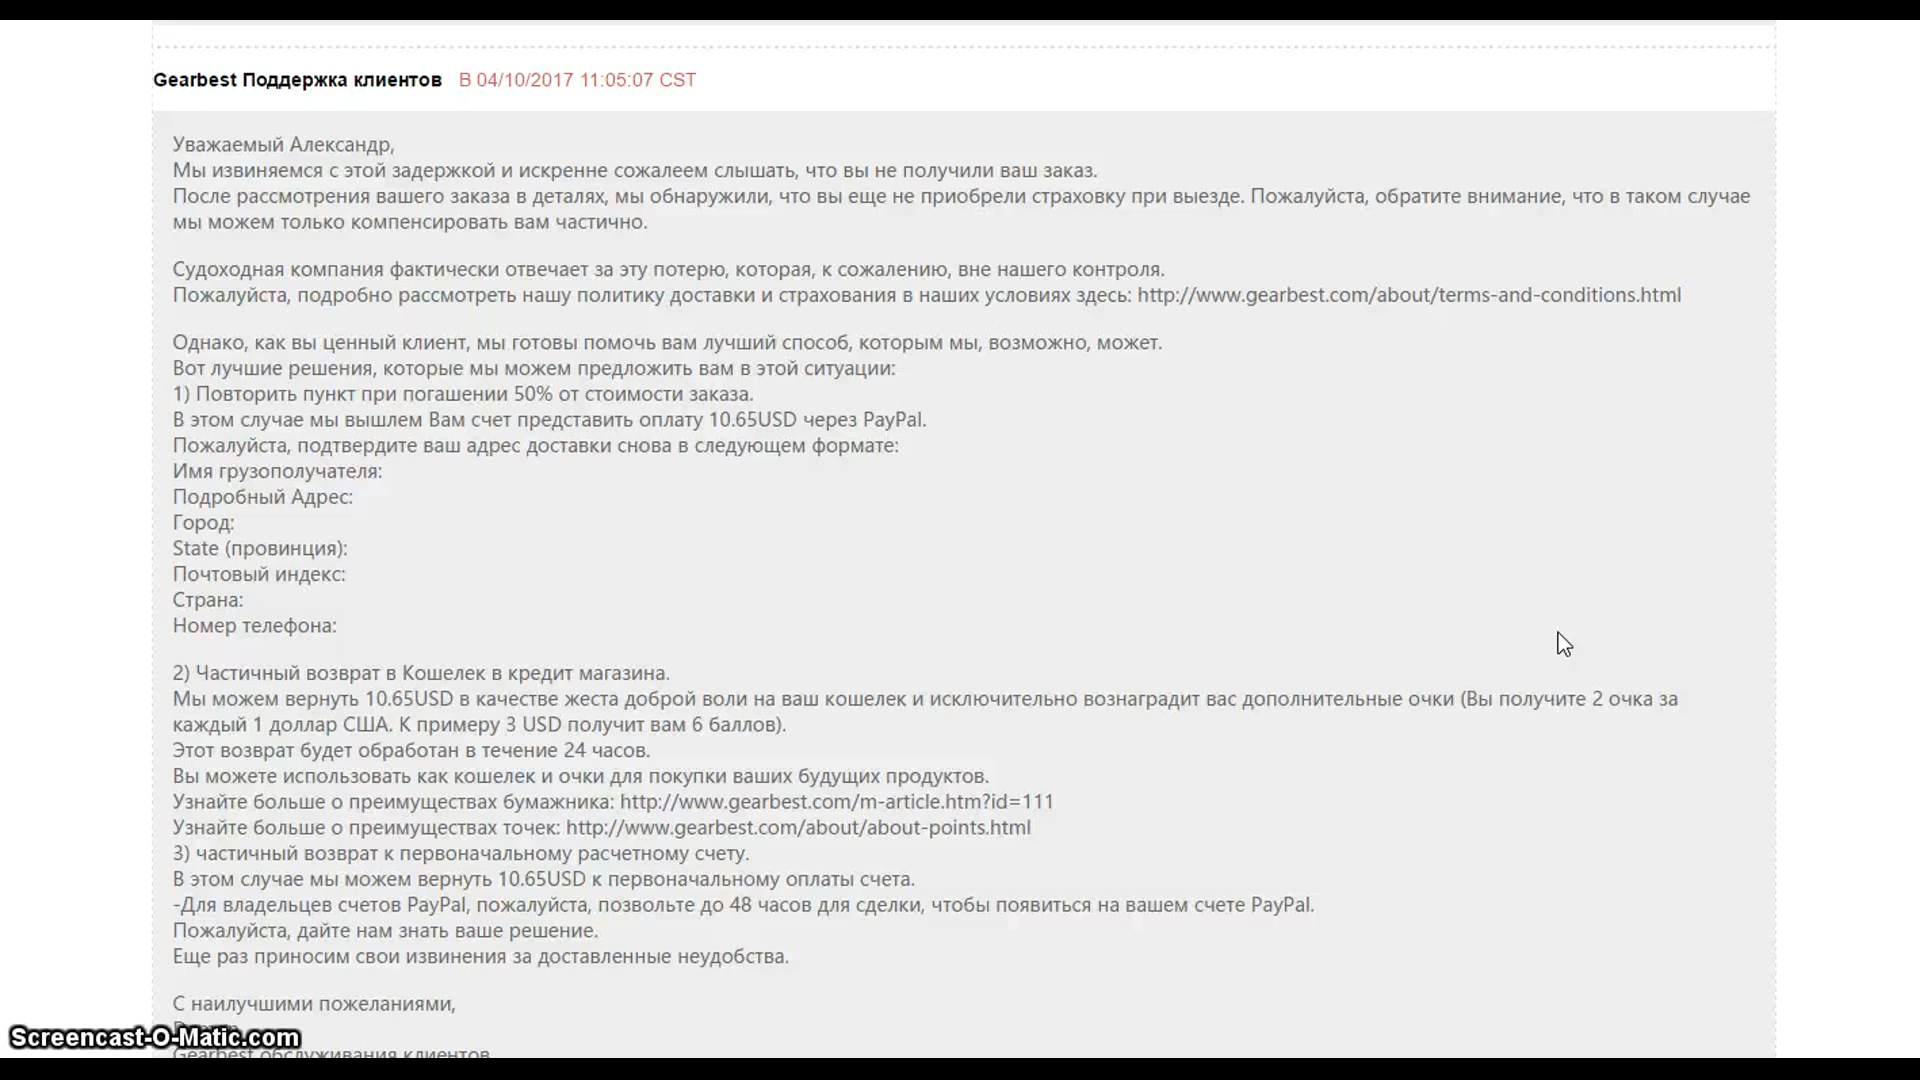 Gearbest Поддержка клиентов В 04/10/2017 11:05:07 CST
Уважаемый Александр,
Мы извиняемся с этой задержкой и искренне сожалеем слышать, что вы не получили ваш заказ.
После рассмотрения вашего заказа в деталях, мы обнаружили, что вы еще не приобрели страховку при выезде. Пожалуйста, обратите внимание, что в таком случае
мы можем только компенсировать вам частично.
Судоходная компания фактически отвечает за эту потерю, которая, к сожалению, вне нашего контроля.
Пожалуйста, подробно рассмотреть нашу политику доставки и страхования в наших условиях здесь: http://www.gearbest.com/about/terms-and-conditions.html
Однако, как вы ценный клиент, мы готовы помочь вам лучший способ, которым мы, возможно, может.
Вот лучшие решения, которые мы можем предложить вам в этой ситуации:
1) Повторить пункт при погашении 50% от стоимости заказа.
В этом случае мы вышлем Вам счет представить оплату 10.65USD через PayPal.
Пожалуйста, подтвердите ваш адрес доставки снова в следующем формате:
Имя грузополучателя:
Подробный Адрес:
Город:
State (провинция):
Почтовый индекс:
Страна:
Номер телефона:
2) Частичный возврат в Кошелек в кредит магазина.
Мы можем вернуть 10.65USD в качестве жеста доброй воли на ваш кошелек и исключительно вознаградит вас дополнительные очки (Вы получите 2 очка за
каждый 1 доллар США. К примеру 3 USD получит вам 6 баллов).
Этот возврат будет обработан в течение 24 часов.
Вы можете использовать как кошелек и очки для покупки ваших будущих продуктов.
Узнайте больше о преимуществах бумажника: http://www.gearbest.com/m-article.htm?id=111
Узнайте больше о преимуществах точек: http://www.gearbest.com/about/about-points.html
3) частичный возврат к первоначальному расчетному счету.
В этом случае мы можем вернуть 10.65USD к первоначальному оплаты счета.
-Для владельцев счетов PayPal, пожалуйста, позвольте до 48 часов для сделки, чтобы появиться на вашем счете PayPal.
Пожалуйста, дайте нам знать ваше решение.
Еще раз приносим свои извинения за доставленные неудобства.
С наилучшими пожеланиями,
Screencast-O-Matic.com
Gearbest обслуживания клиентов